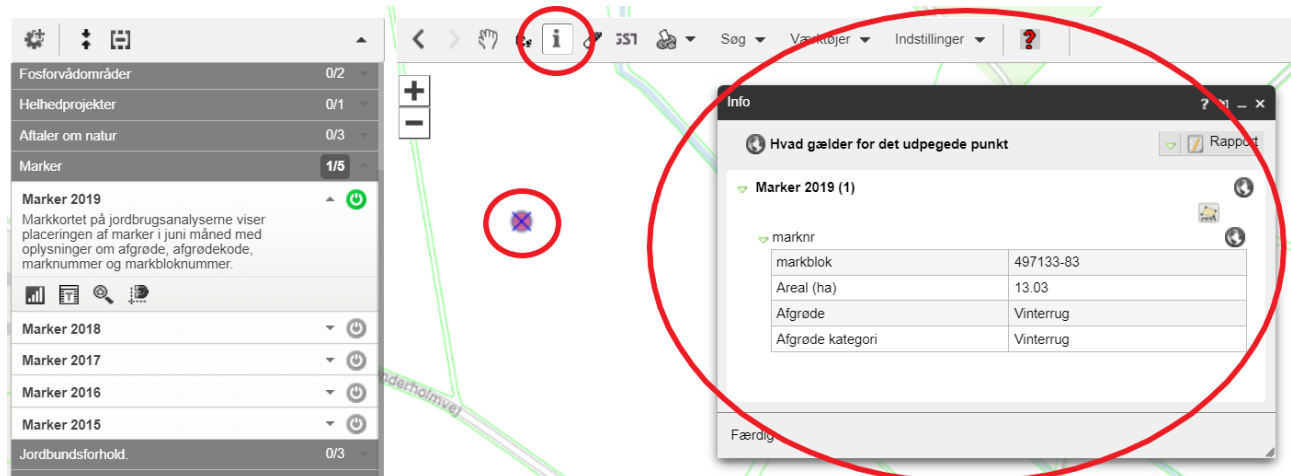 i
Søg
Værktøjer
Indstillinger
?
Fosforvådområder 0/2
Helhedprojekter 0/1
Aftaler om natur 0/3
Marker 1/5
Marker 2019
Markkortet på jordbrugsanalyserne viser
placeringen af marker i juni måned med
oplysninger om afgrøde, afgrødekode,
marknummer og markbloknummer.
Marker 2018
Marker 2017
Marker 2016
Marker 2015
Jordbundsforhold. 0/3
+
−
nderholmvej
Info
?
Hvad gælder for det udpegede punkt
Rapport
Marker 2019 (1)
marknr
markblok 497133-83
Areal (ha) 13.03
Afgrøde Vinterrug
Afgrøde kategori Vinterrug
Færdig